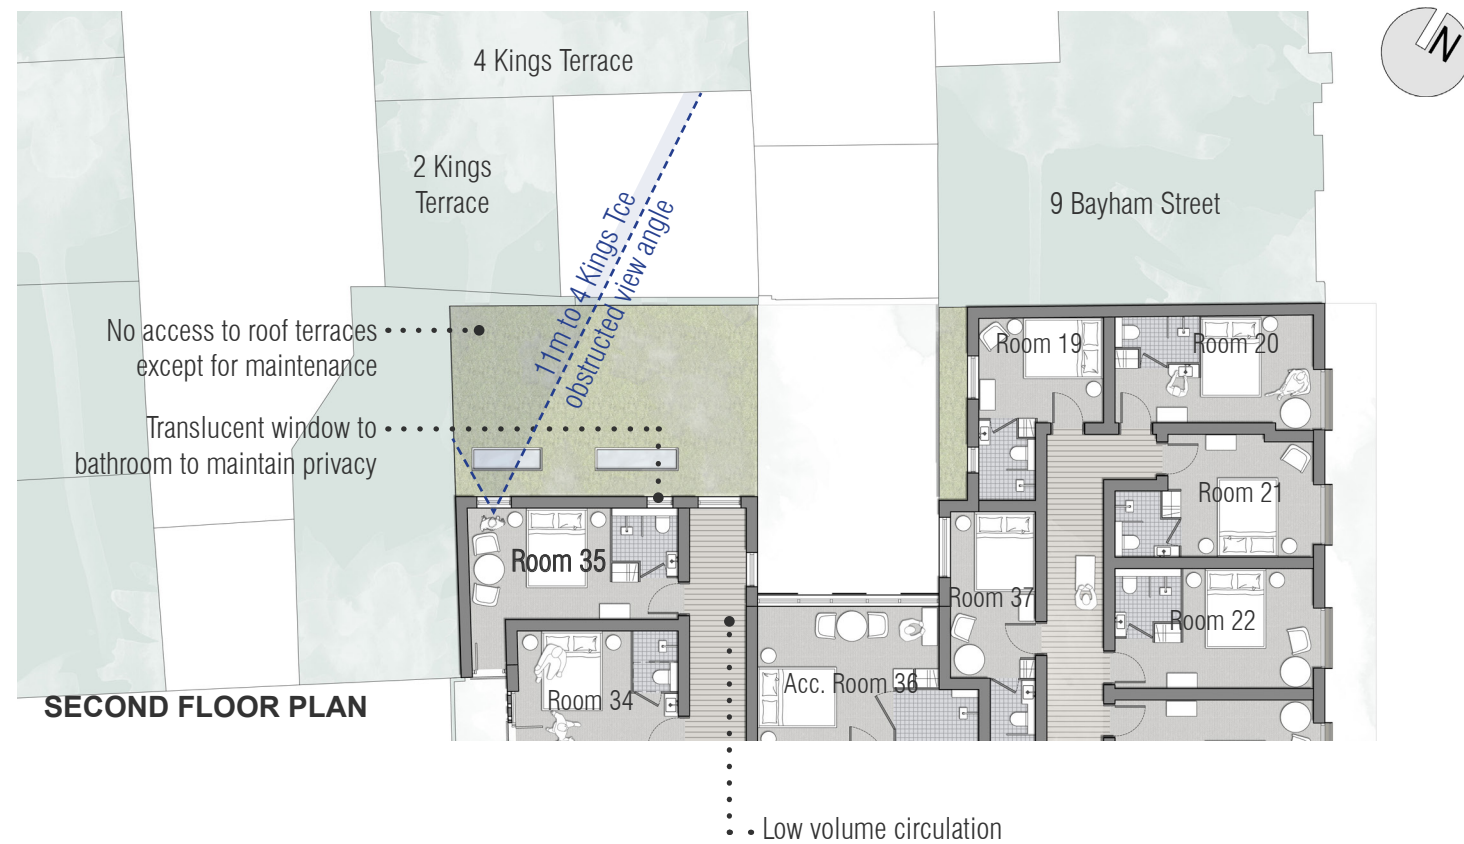 N
4 Kings Terrace
2 Kings
Terrace
9 Bayham Street
11m to 4 Kings Tce
obstructed view angle
No access to roof terraces
except for maintenance
Translucent window to
bathroom to maintain privacy
Room 19
Room 20
Room 21
Room 35
Room 37
Room 22
Acc. Room 36
Room 34
SECOND FLOOR PLAN
Low volume circulation